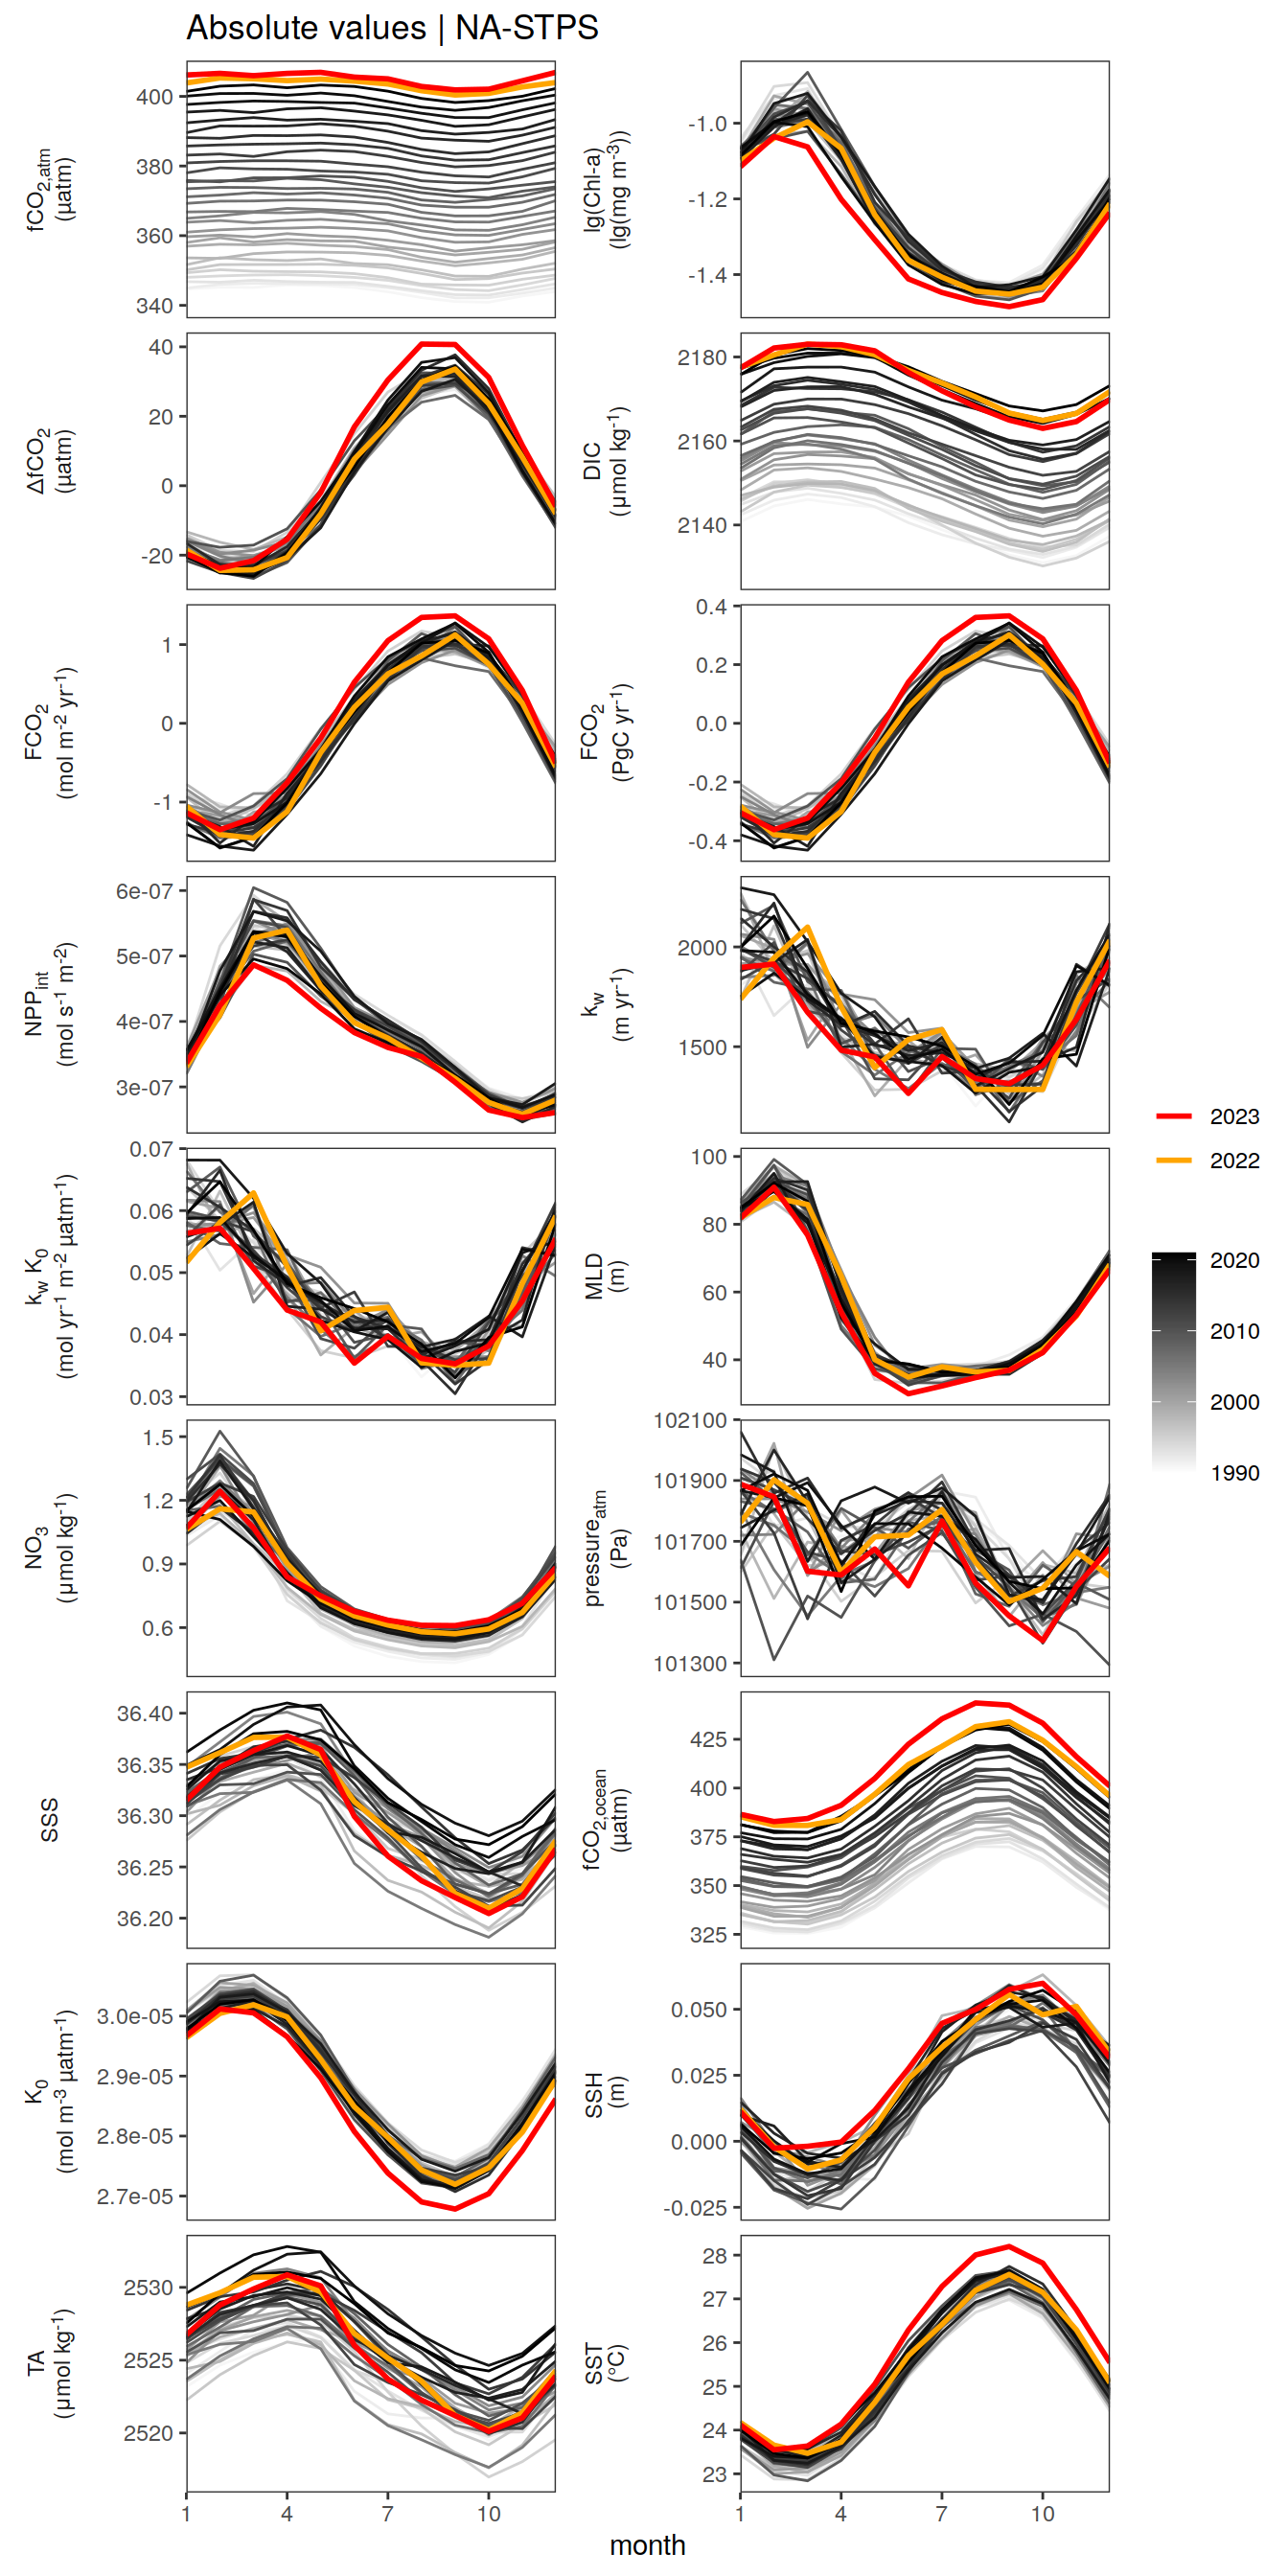 Absolute values | NA-STPS
fCO2,atm
(µatm)
400
380
360
340
lg(Chl-a)
(lg(mg m-3))
-1.0
-1.2
-1.4
ΔfCO2
(µatm)
40
20
0
-20
DIC
(µmol kg-1)
2180
2160
2140
FCO2
(mol m-2 yr-1)
1
0
-1
FCO2
(PgC yr-1)
0.4
0.2
0.0
-0.2
-0.4
NPPint
(mol s-1 m-2)
6e-07
5e-07
4e-07
3e-07
kw
(m yr-1)
2000
1500
kw K0
(mol yr-1 m-2 µatm-1)
0.07
0.06
0.05
0.04
0.03
MLD
(m)
100
80
60
40
NO3
(µmol kg-1)
1.5
1.2
0.9
0.6
pressureatm
(Pa)
102100
101900
101700
101500
101300
SSS
36.40
36.35
36.30
36.25
36.20
fCO2,ocean
(µatm)
425
400
375
350
325
K0
(mol m-3 µatm-1)
3.0e-05
2.9e-05
2.8e-05
2.7e-05
SSH
(m)
0.050
0.025
0.000
-0.025
TA
(µmol kg-1)
2530
2525
2520
SST
(°C)
28
27
26
25
24
23
1 4 7 10
1 4 7 10
month
2023
2022
2020
2010
2000
1990